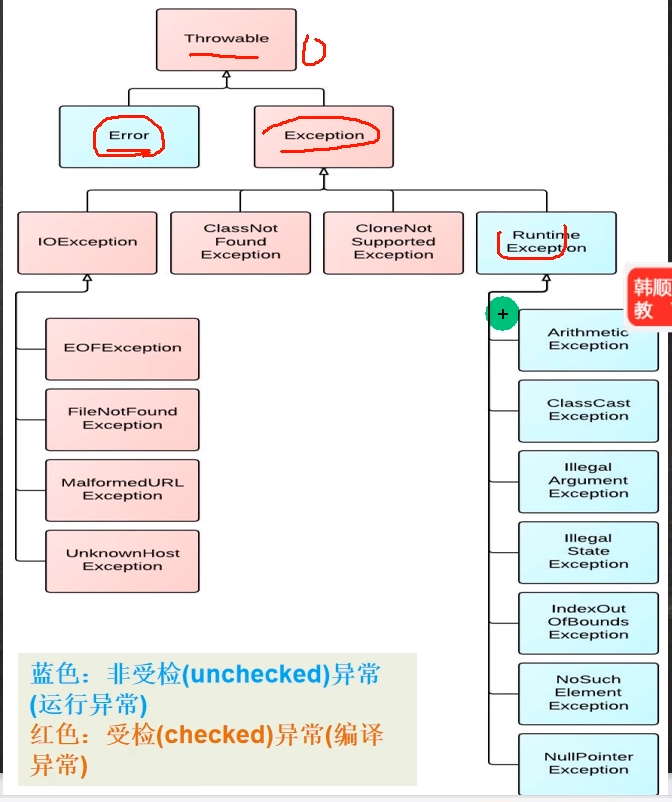 Throwable
Error
Exception
IOException
ClassNot
Found
Exception
CloneNot
Supported
Exception
Runtime
Exception
EOFException
FileNotFound
Exception
MalformedURL
Exception
UnknownHost
Exception
Arithmetic
Exception
ClassCast
Exception
Illegal
Argument
Exception
Illegal
State
Exception
IndexOut
OfBounds
Exception
NoSuch
Element
Exception
NullPointer
Exception
韩顺
教
蓝色：非受检(unchecked)异常
(运行异常)
红色：受检(checked)异常(编译
异常)